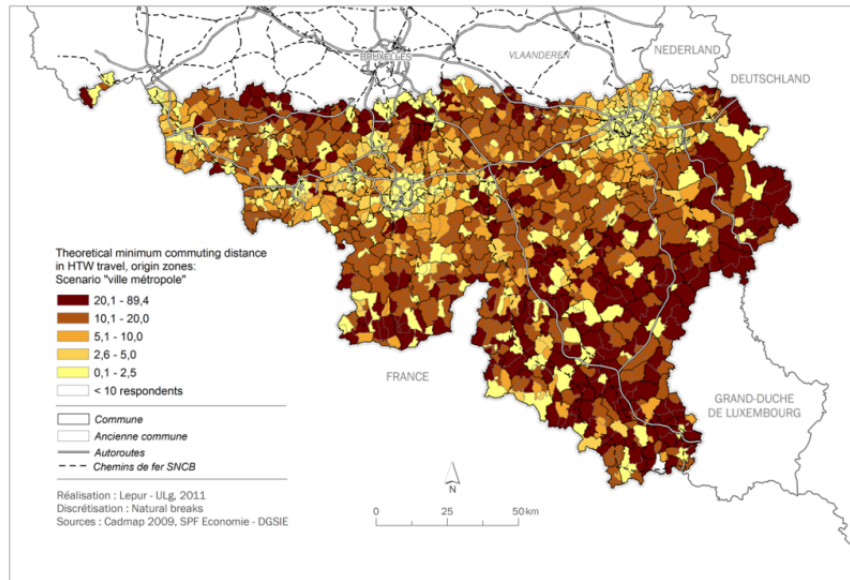 BRUXELLES
VLAANDEREN
NEDERLAND
DEUTSCHLAND
Theoretical minimum commuting distance
in HTW travel, origin zones:
Scenario "ville métropole"
20,1 - 89,4
10,1 - 20,0
5,1 - 10,0
2,6 - 5,0
0,1 - 2,5
< 10 respondents
FRANCE
GRAND-DUCHE
DE LUXEMBOURG
Commune
Ancienne commune
Autoroutes
Chemins de fer SNCB
N
Réalisation : Lepur - ULg, 2011
Discrétisation : Natural breaks
Sources : Cadmap 2009, SPF Economie - DGSIE
0 25 50 km